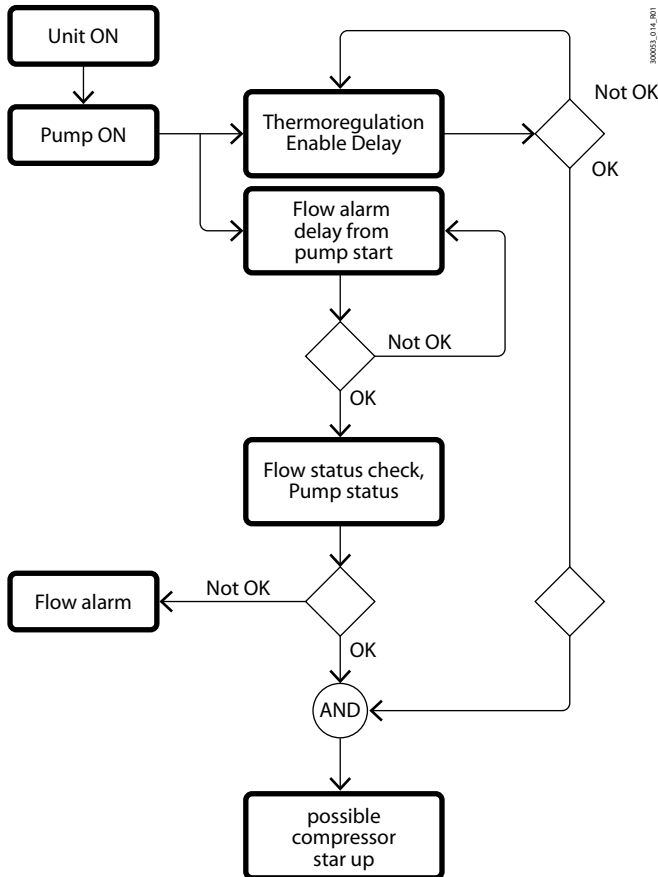 300053_014_R01
Unit ON
Pump ON
Thermoregulation
Enable Delay
Not OK
OK
Flow alarm
delay from
pump start
Not OK
OK
Flow status check,
Pump status
Flow alarm
Not OK
OK
AND
possible
compressor
star up